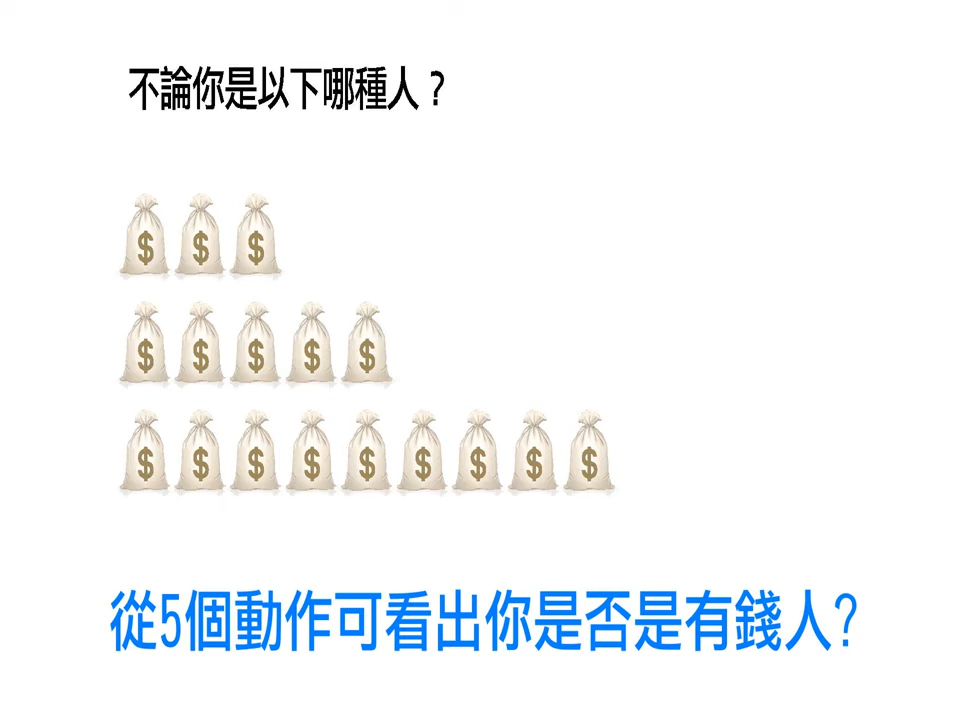 不論你是以下哪種人？
$ $ $
$ $ $ $ $
$ $ $ $ $ $ $ $ $
從5個動作可看出你是否是有錢人?